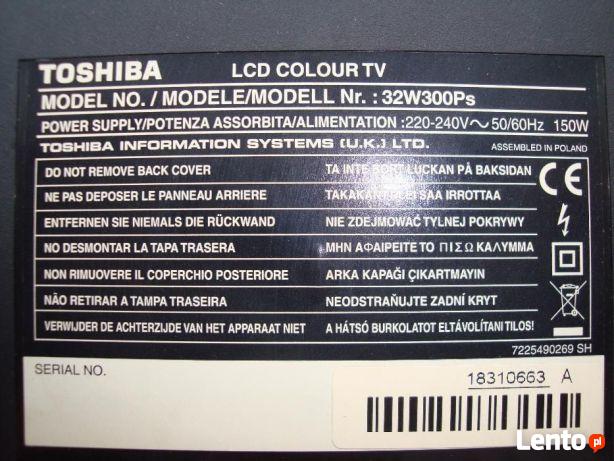 TOSHIBA LCD COLOUR TV
MODEL NO. / MODELE/MODELL Nr. : 32W300Ps
POWER SUPPLY/POTENZA ASSORBITA/ALIMENTATION :220-240V~50/60Hz 150W
TOSHIBA INFORMATION SYSTEMS (U.K.) LTD. ASSEMBLED IN POLAND
DO NOT REMOVE BACK COVER TA INTE BORT LUCKAN PÅ BAKSIDAN
NE PAS DEPOSER LE PANNEAU ARRIERE TAKAKANTTA EI SAA IRROTTAA
ENTFERNEN SIE NIEMALS DIE RÜCKWAND NIE ZDEJMOWAĆ TYLNEJ POKRYWY
NO DESMONTAR LA TAPA TRASERA ΜΗΝ ΑΦΑΙΡΕΙΤΕ ΤΟ ΠΙΣΩ ΚΑΛΥΜΜΑ
NON RIMUOVERE IL COPERCHIO POSTERIORE ARKA KAPAĞI ÇIKARTMAYIN
NÃO RETIRAR A TAMPA TRASEIRA NEODSTRAŇUJTE ZADNÍ KRYT
VERWIJDER DE ACHTERZIJDE VAN HET APPARAAT NIET A HÁTSÓ BURKOLATOT ELTÁVOLÍTANI TILOS!
CE
7225490269 SH
SERIAL NO. 18310663 A
Lento.pl